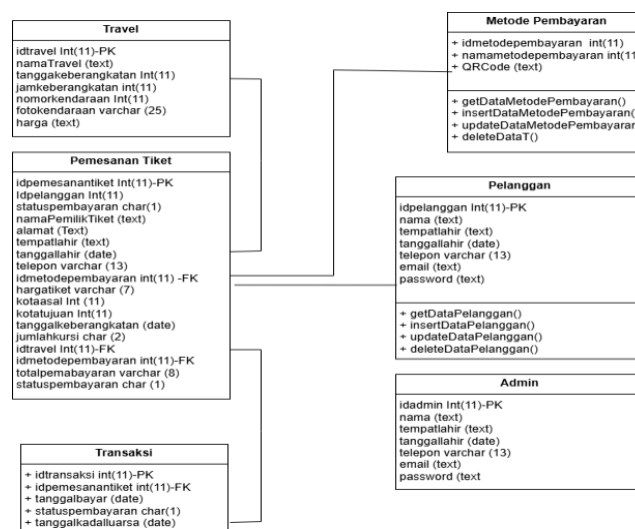 Travel
idtravel Int(11)-PK
namaTravel (text)
tanggakeberangkatan Int(11)
jamkeberangkatan int(11)
nomorkendaraan Int(11)
fotokendaraan varchar (25)
harga (text)
Pemesanan Tiket
idpemesanantiket Int(11)-PK
Idpelanggan Int(11)
statuspembayaran char(1)
namaPemilikTiket (text)
alamat (Text)
tempatlahir (text)
tanggallahir (date)
telepon varchar (13)
idmetodepembayaran int(11) -FK
hargatiket varchar (7)
kotaasal Int (11)
kotatujuan Int(11)
tanggalkeberangkatan (date)
jumlahkursi char (2)
idtravel Int(11)-FK
idmetodepembayaran int(11)-FK
totalpemabayaran varchar (8)
statuspembayaran char (1)
Transaksi
+ idtransaksi int(11)-PK
+ idpemesanantiket int(11)-FK
+ tanggalbayar (date)
+ statuspembayaran char(1)
+ tanggalkadalluarsa (date)
Metode Pembayaran
+ idmetodepembayaran int(11)
+ namametodepembayaran int(11
+ QRCode (text)
+ getDataMetodePembayaran()
+ insertDataMetodePembayaran(
+ updateDataMetodePembayaran
+ deleteDataT()
Pelanggan
idpelanggan Int(11)-PK
nama (text)
tempatlahir (text)
tanggallahir (date)
telepon varchar (13)
email (text)
password (text)
+ getDataPelanggan()
+ insertDataPelanggan()
+ updateDataPelanggan()
+ deleteDataPelanggan()
Admin
idadmin Int(11)-PK
nama (text)
tempatlahir (text)
tanggallahir (date)
telepon varchar (13)
email (text)
password (text